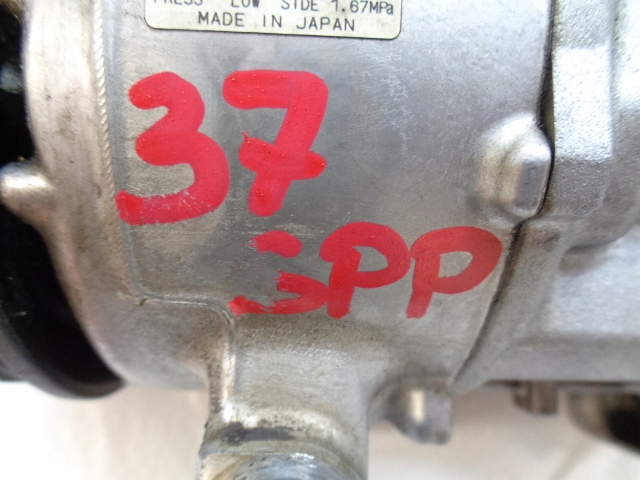 PRESS LOW SIDE 1.67MPa
MADE IN JAPAN
37
SPP